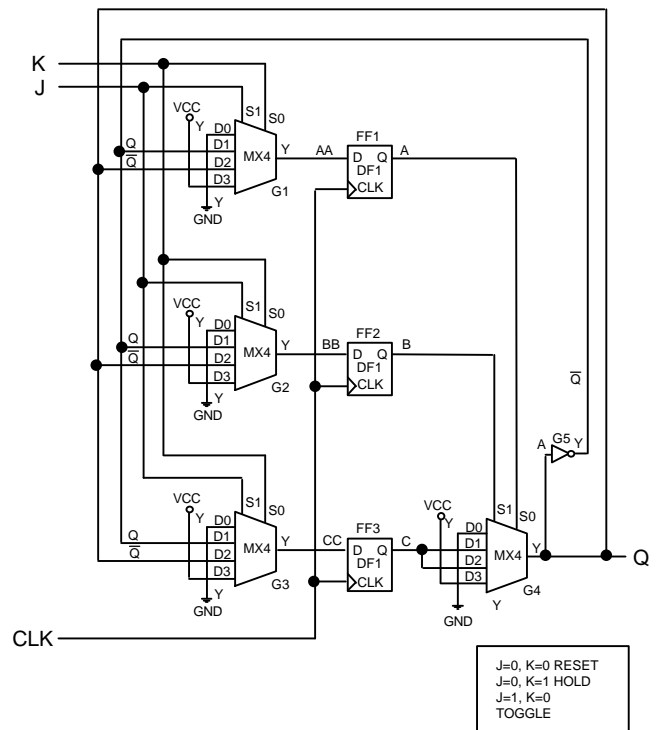 K
J
VCC
Y
S1
S0
D0
D1
D2
D3
Q
Q̅
MX4
Y
G1
Y
GND
AA
FF1
D Q
DF1
CLK
A
VCC
Y
S1
S0
D0
D1
D2
D3
Q
Q̅
MX4
Y
G2
Y
GND
BB
FF2
D Q
DF1
CLK
B
Q̅
A
G5
Y
VCC
Y
S1
S0
D0
D1
D2
D3
Q
Q̅
MX4
Y
G3
Y
GND
CC
FF3
D Q
DF1
CLK
C
VCC
Y
S1
S0
D0
D1
D2
D3
MX4
Y
G4
Y
GND
Q
CLK
J=0, K=0 RESET
J=0, K=1 HOLD
J=1, K=0
TOGGLE